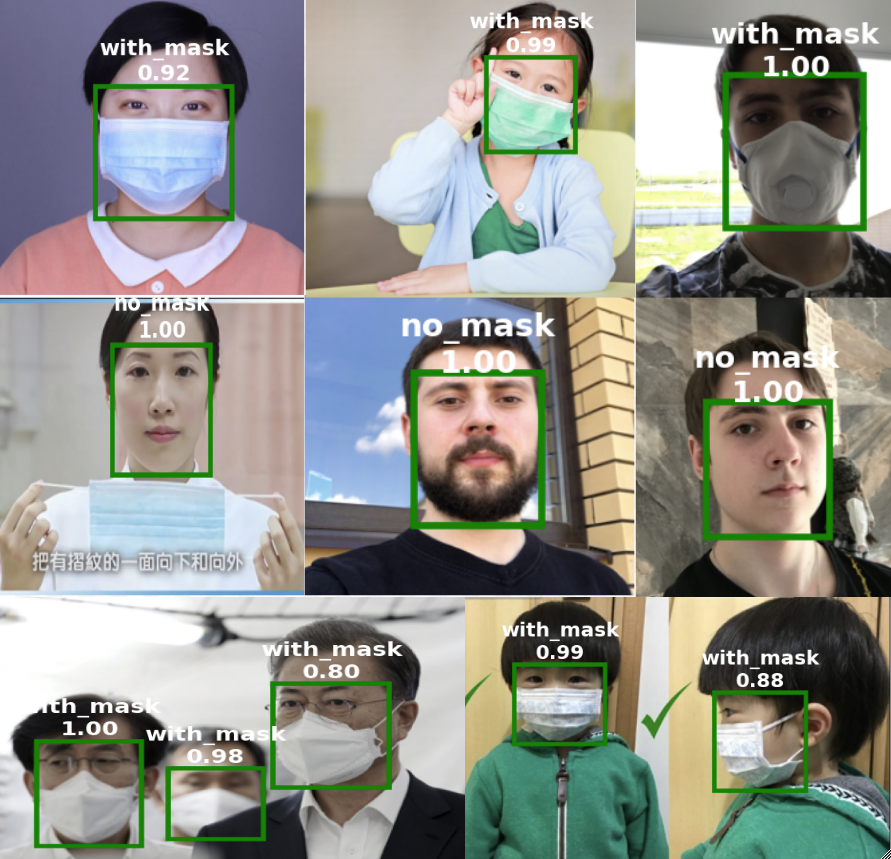 with_mask
0.92
with_mask
0.99
with_mask
1.00
no_mask
1.00
no_mask
1.00
no_mask
1.00
把有摺紋的一面向下和向外
with_mask
1.00
with_mask
0.98
with_mask
0.80
with_mask
0.99
with_mask
0.88